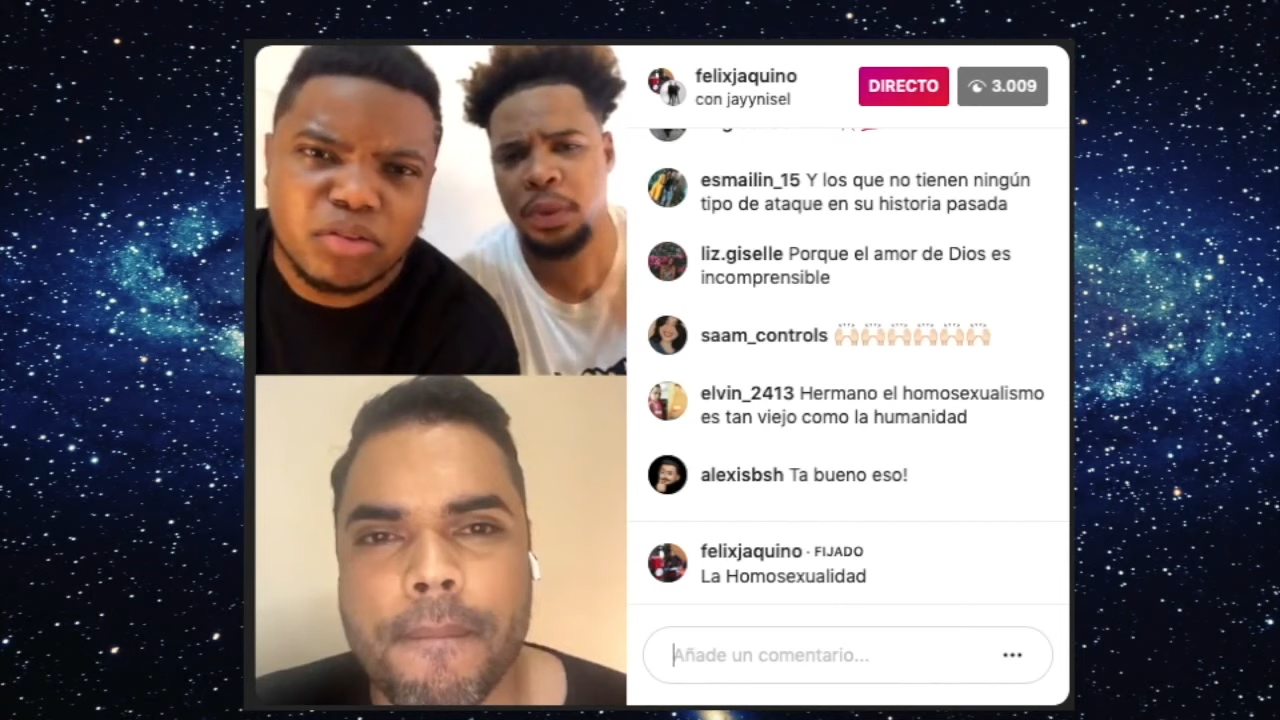 felixjaquino
con jayynisel
DIRECTO
3.009
esmailin_15 Y los que no tienen ningún
tipo de ataque en su historia pasada
liz.giselle Porque el amor de Dios es
incomprensible
saam_controls 🙌🏻🙌🏻🙌🏻🙌🏻🙌🏻🙌🏻
elvin_2413 Hermano el homosexualismo
es tan viejo como la humanidad
alexisbsh Ta bueno eso!
felixjaquino · FIJADO
La Homosexualidad
Añade un comentario...